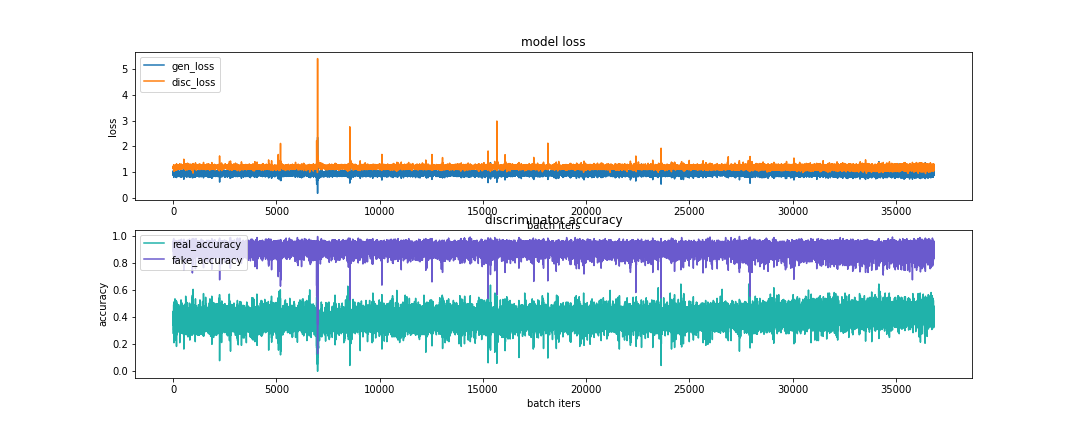 model loss
gen_loss
disc_loss
5
4
3
2
1
0
loss
0 5000 10000 15000 20000 25000 30000 35000
batch iters
discriminator accuracy
real_accuracy
fake_accuracy
1.0
0.8
0.6
0.4
0.2
0.0
accuracy
0 5000 10000 15000 20000 25000 30000 35000
batch iters